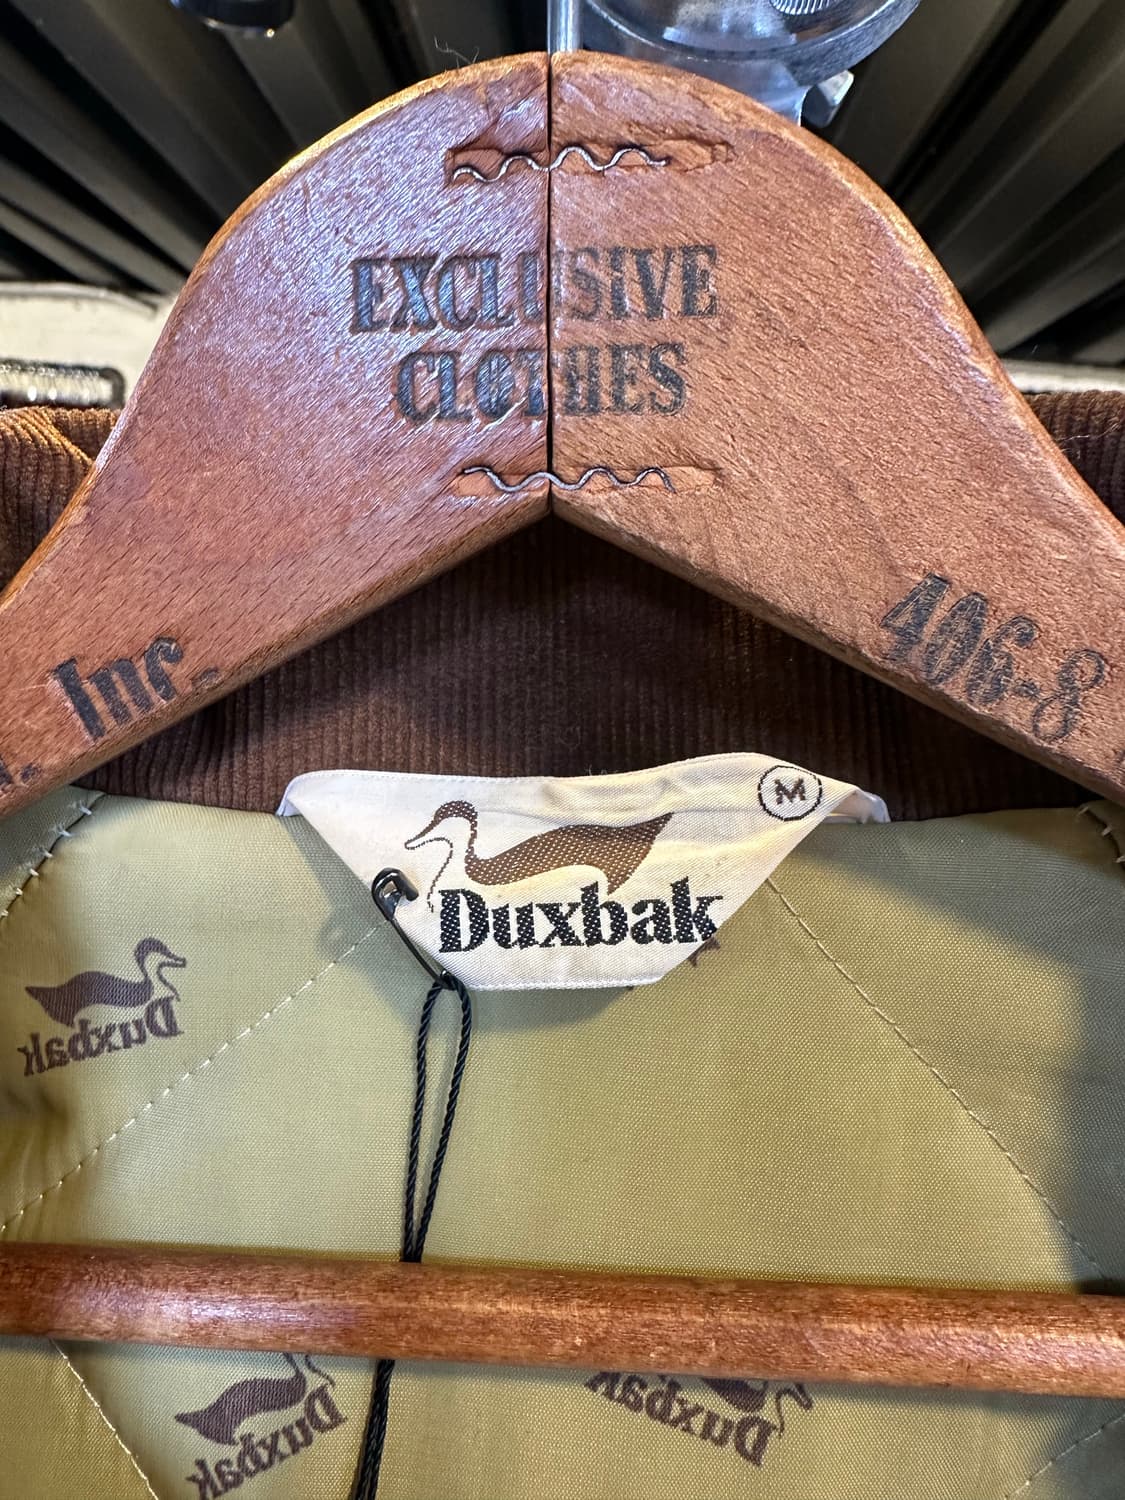 EXCLUSIVE
CLOTHES
Inc.
406-8
M
Duxbak
Duxbak
Duxbak
Duxbak